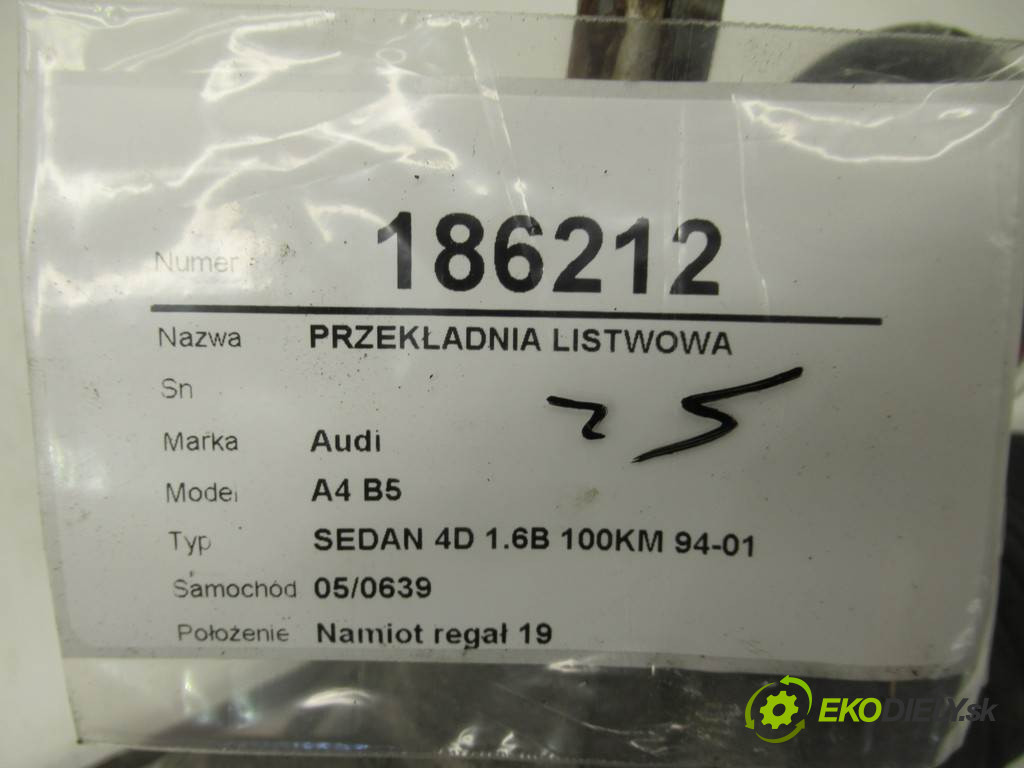 Numer 186212
Nazwa PRZEKŁADNIA LISTWOWA
Sn
25
Marka Audi
Model A4 B5
Typ SEDAN 4D 1.6B 100KM 94-01
Samochód 05/0639
Położenie Namiot regał 19
EKODIELY.sk